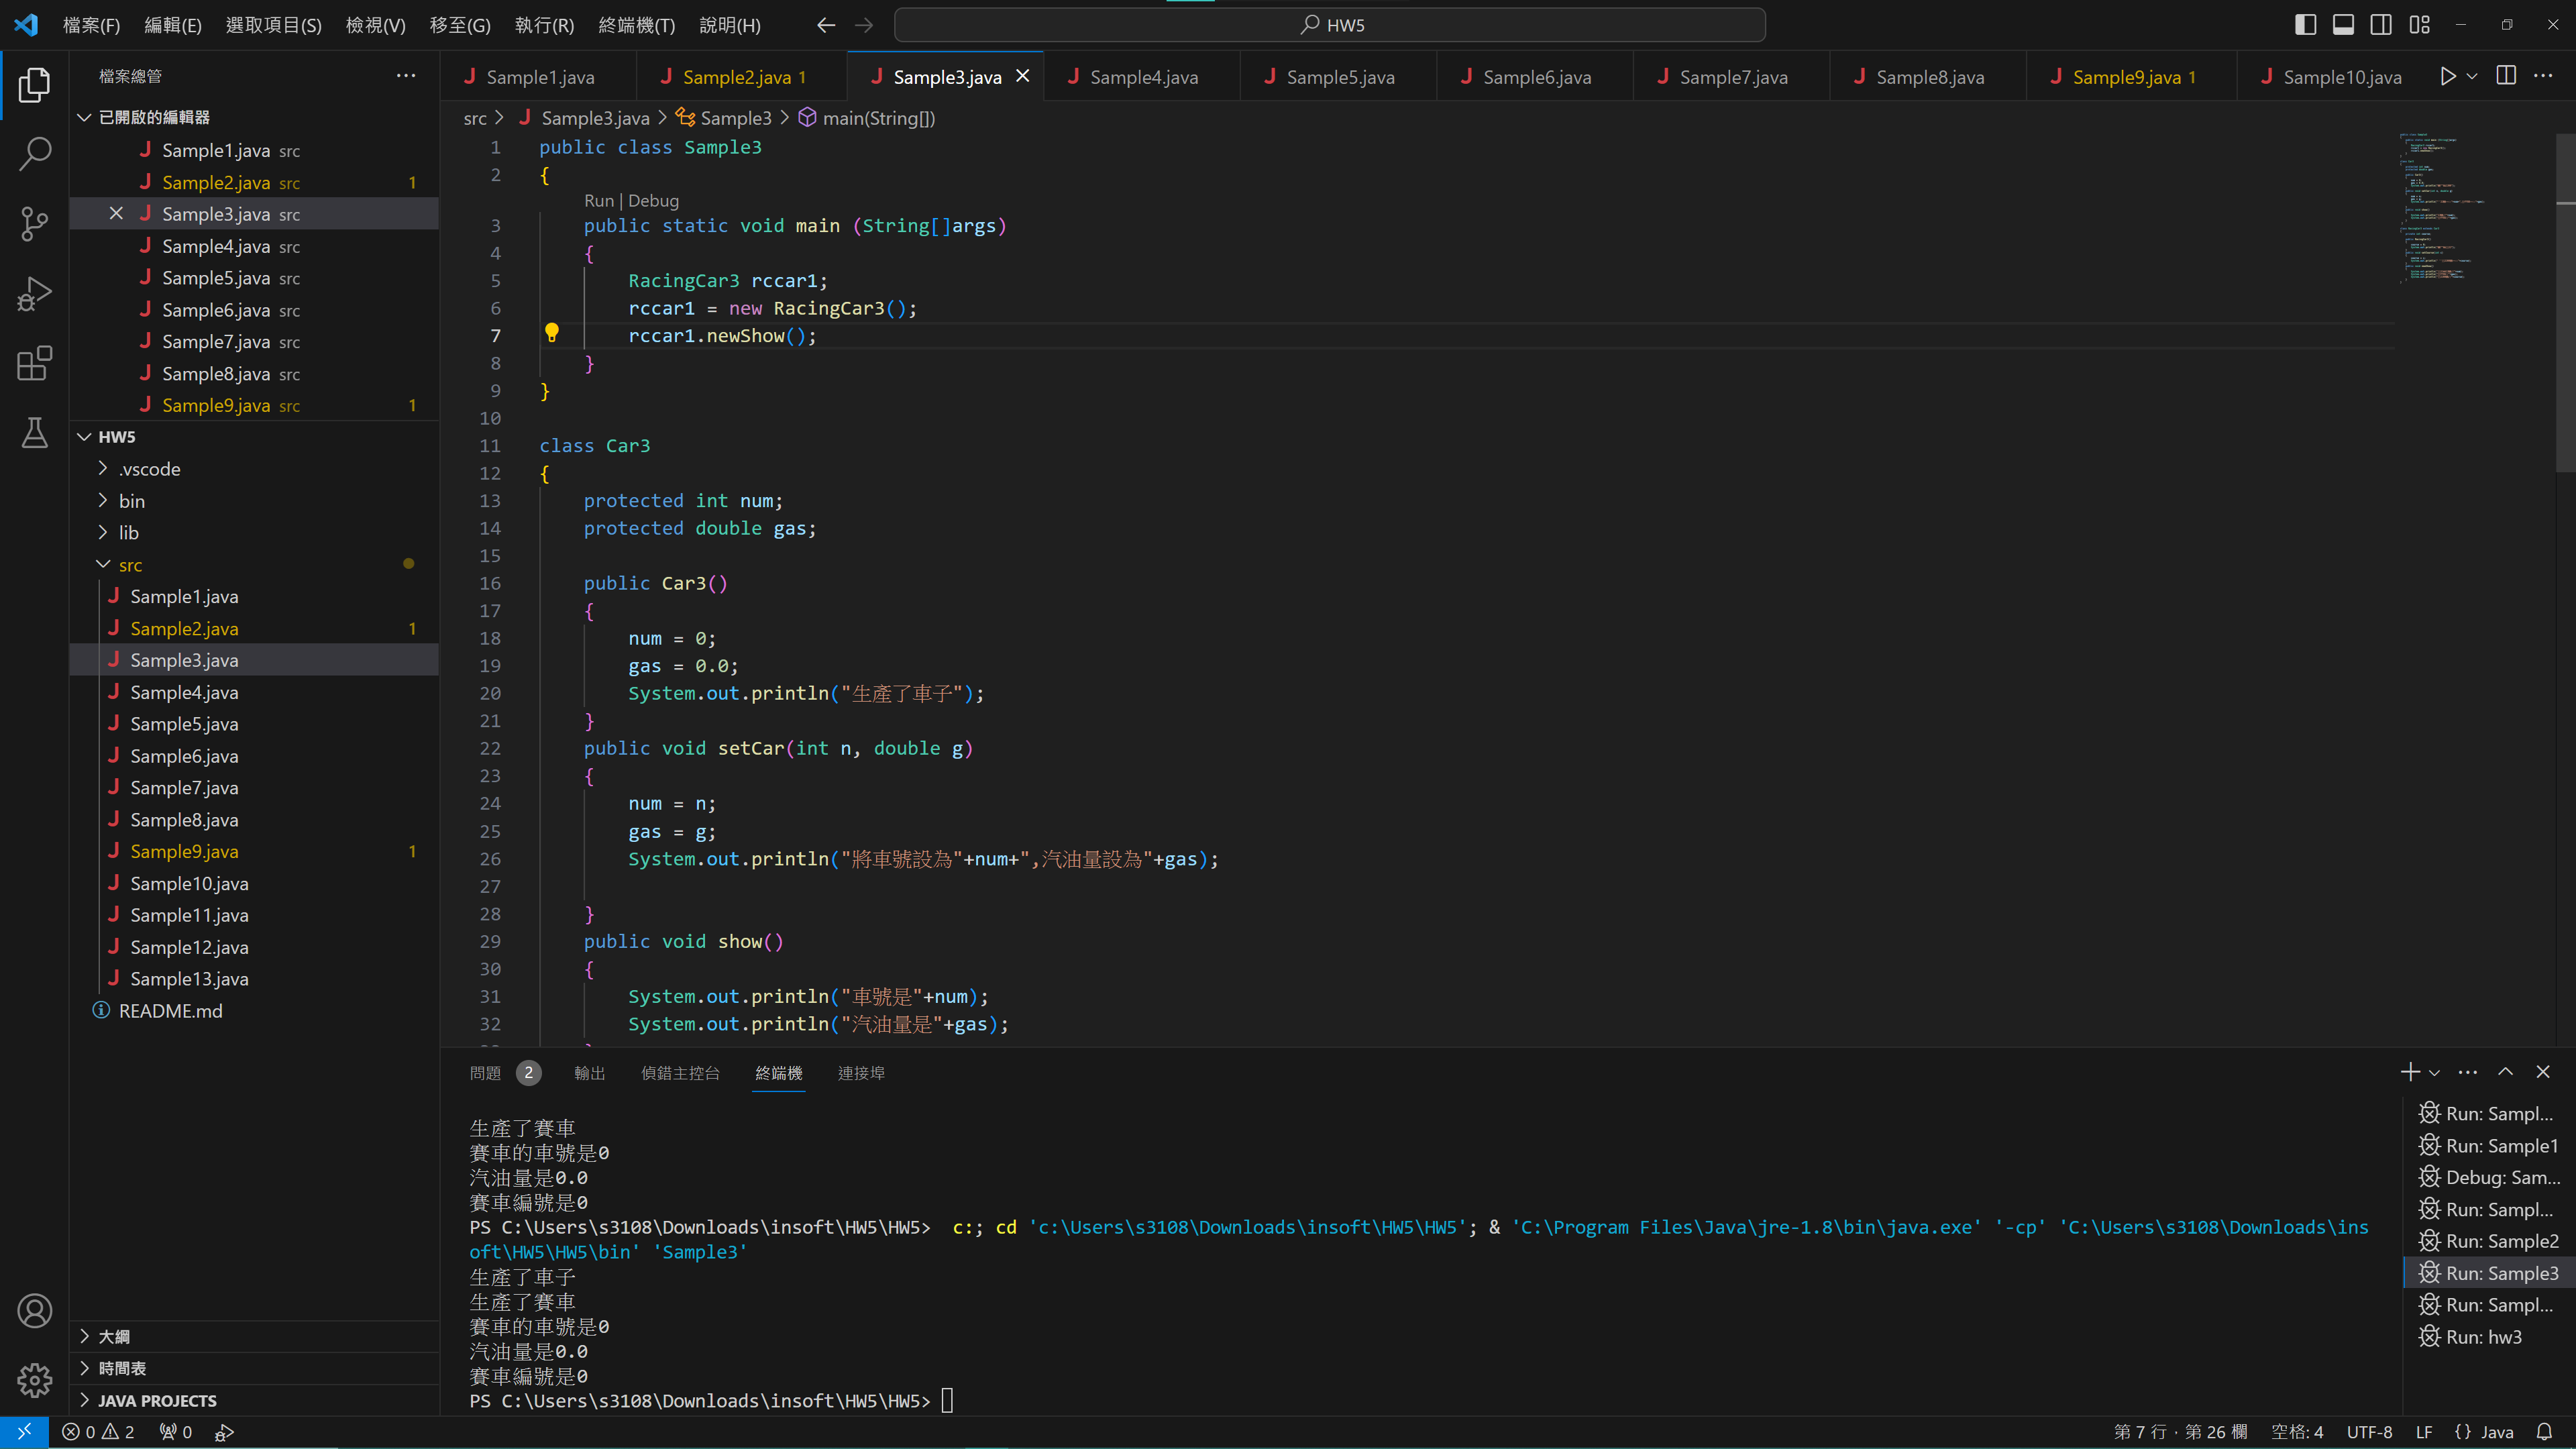 檔案(F) 編輯(E) 選取項目(S) 檢視(V) 移至(G) 執行(R) 終端機(T) 說明(H) HW5
檔案總管
已開啟的編輯器
Sample1.java src
Sample2.java src 1
Sample3.java src
Sample4.java src
Sample5.java src
Sample6.java src
Sample7.java src
Sample8.java src
Sample9.java src 1
HW5
.vscode
bin
lib
src
Sample1.java
Sample2.java 1
Sample3.java
Sample4.java
Sample5.java
Sample6.java
Sample7.java
Sample8.java
Sample9.java 1
Sample10.java
Sample11.java
Sample12.java
Sample13.java
README.md
大綱
時間表
JAVA PROJECTS
Sample1.java Sample2.java 1 Sample3.java Sample4.java Sample5.java Sample6.java Sample7.java Sample8.java Sample9.java 1 Sample10.java
src > Sample3.java > Sample3 > main(String[])
1 public class Sample3
2 {
Run | Debug
3 public static void main (String[]args)
4 {
5 RacingCar3 rccar1;
6 rccar1 = new RacingCar3();
7 rccar1.newShow();
8 }
9 }
10
11 class Car3
12 {
13 protected int num;
14 protected double gas;
15
16 public Car3()
17 {
18 num = 0;
19 gas = 0.0;
20 System.out.println("生產了車子");
21 }
22 public void setCar(int n, double g)
23 {
24 num = n;
25 gas = g;
26 System.out.println("將車號設為"+num+",汽油量設為"+gas);
27
28 }
29 public void show()
30 {
31 System.out.println("車號是"+num);
32 System.out.println("汽油量是"+gas);
問題 2 輸出 偵錯主控台 終端機 連接埠
生產了賽車
賽車的車號是0
汽油量是0.0
賽車編號是0
PS C:\Users\s3108\Downloads\insoft\HW5\HW5> c:; cd 'c:\Users\s3108\Downloads\insoft\HW5\HW5'; & 'C:\Program Files\Java\jre-1.8\bin\java.exe' '-cp' 'C:\Users\s3108\Downloads\ins
oft\HW5\HW5\bin' 'Sample3'
生產了車子
生產了賽車
賽車的車號是0
汽油量是0.0
賽車編號是0
PS C:\Users\s3108\Downloads\insoft\HW5\HW5>
Run: Sampl...
Run: Sample1
Debug: Sam...
Run: Sampl...
Run: Sample2
Run: Sample3
Run: Sampl...
Run: hw3
0 2 0 第 7 行，第 26 欄 空格: 4 UTF-8 LF {} Java